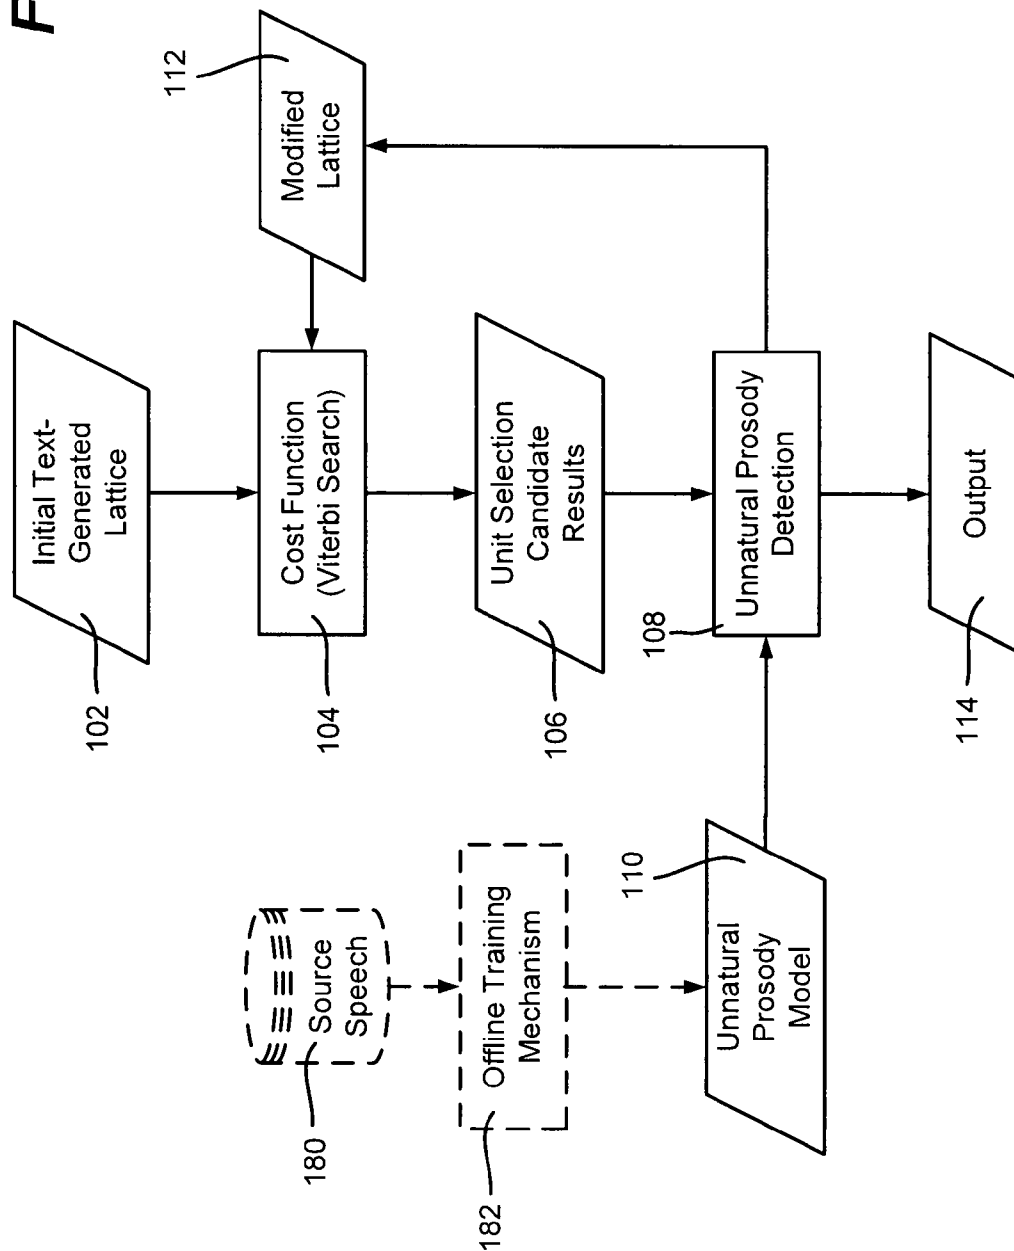 F
112
Modified
Lattice
Initial Text-
Generated
Lattice
102
Cost Function
(Viterbi Search)
104
Unit Selection
Candidate
Results
106
108
Unnatural Prosody
Detection
Output
114
Source
Speech
180
Offline Training
Mechanism
182
110
Unnatural
Prosody
Model